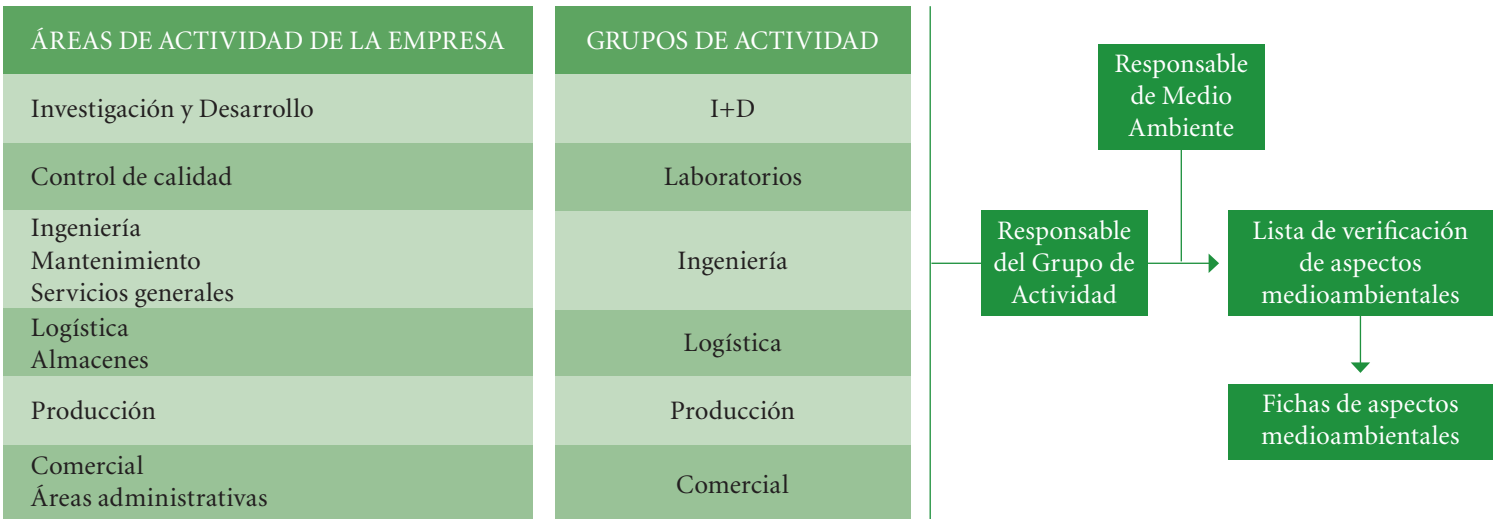 ÁREAS DE ACTIVIDAD DE LA EMPRESA
Investigación y Desarrollo
Control de calidad
Ingeniería
Mantenimiento
Servicios generales
Logística
Almacenes
Producción
Comercial
Áreas administrativas
GRUPOS DE ACTIVIDAD
I+D
Laboratorios
Ingeniería
Logística
Producción
Comercial
Responsable
de Medio
Ambiente
Responsable
del Grupo de
Actividad
Lista de verificación
de aspectos
medioambientales
Fichas de aspectos
medioambientales